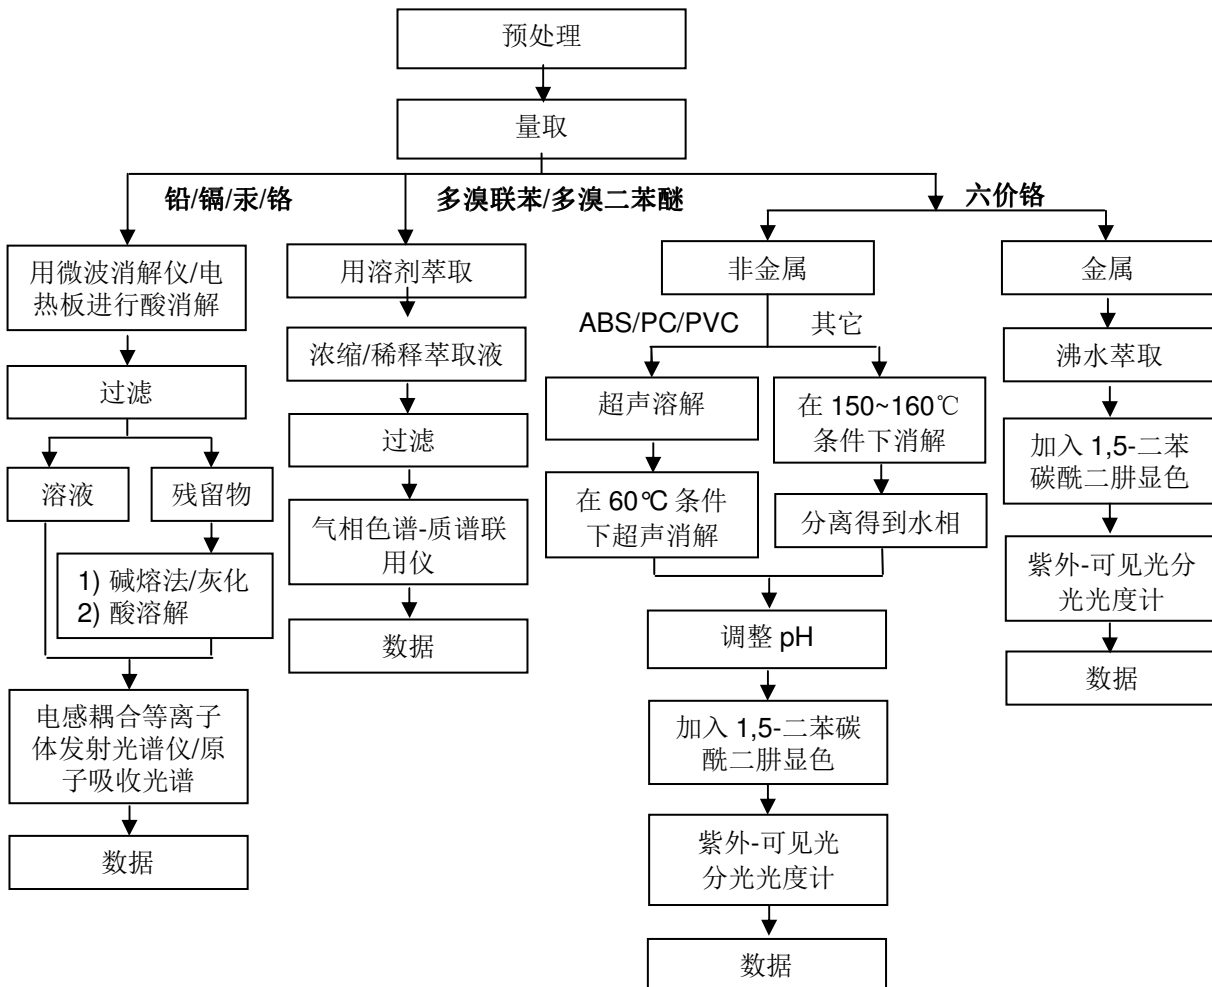 预处理
量取
铅/镉/汞/铬
多溴联苯/多溴二苯醚
六价铬
用微波消解仪/电
热板进行酸消解
过滤
溶液
残留物
1) 碱熔法/灰化
2) 酸溶解
电感耦合等离子
体发射光谱仪/原
子吸收光谱
数据
用溶剂萃取
浓缩/稀释萃取液
过滤
气相色谱-质谱联
用仪
数据
非金属
ABS/PC/PVC
其它
超声溶解
在 60℃ 条件
下超声消解
在 150~160℃
条件下消解
分离得到水相
调整 pH
加入 1,5-二苯碳
酰二肼显色
紫外-可见光
分光光度计
数据
金属
沸水萃取
加入 1,5-二苯
碳酰二肼显色
紫外-可见光分
光光度计
数据